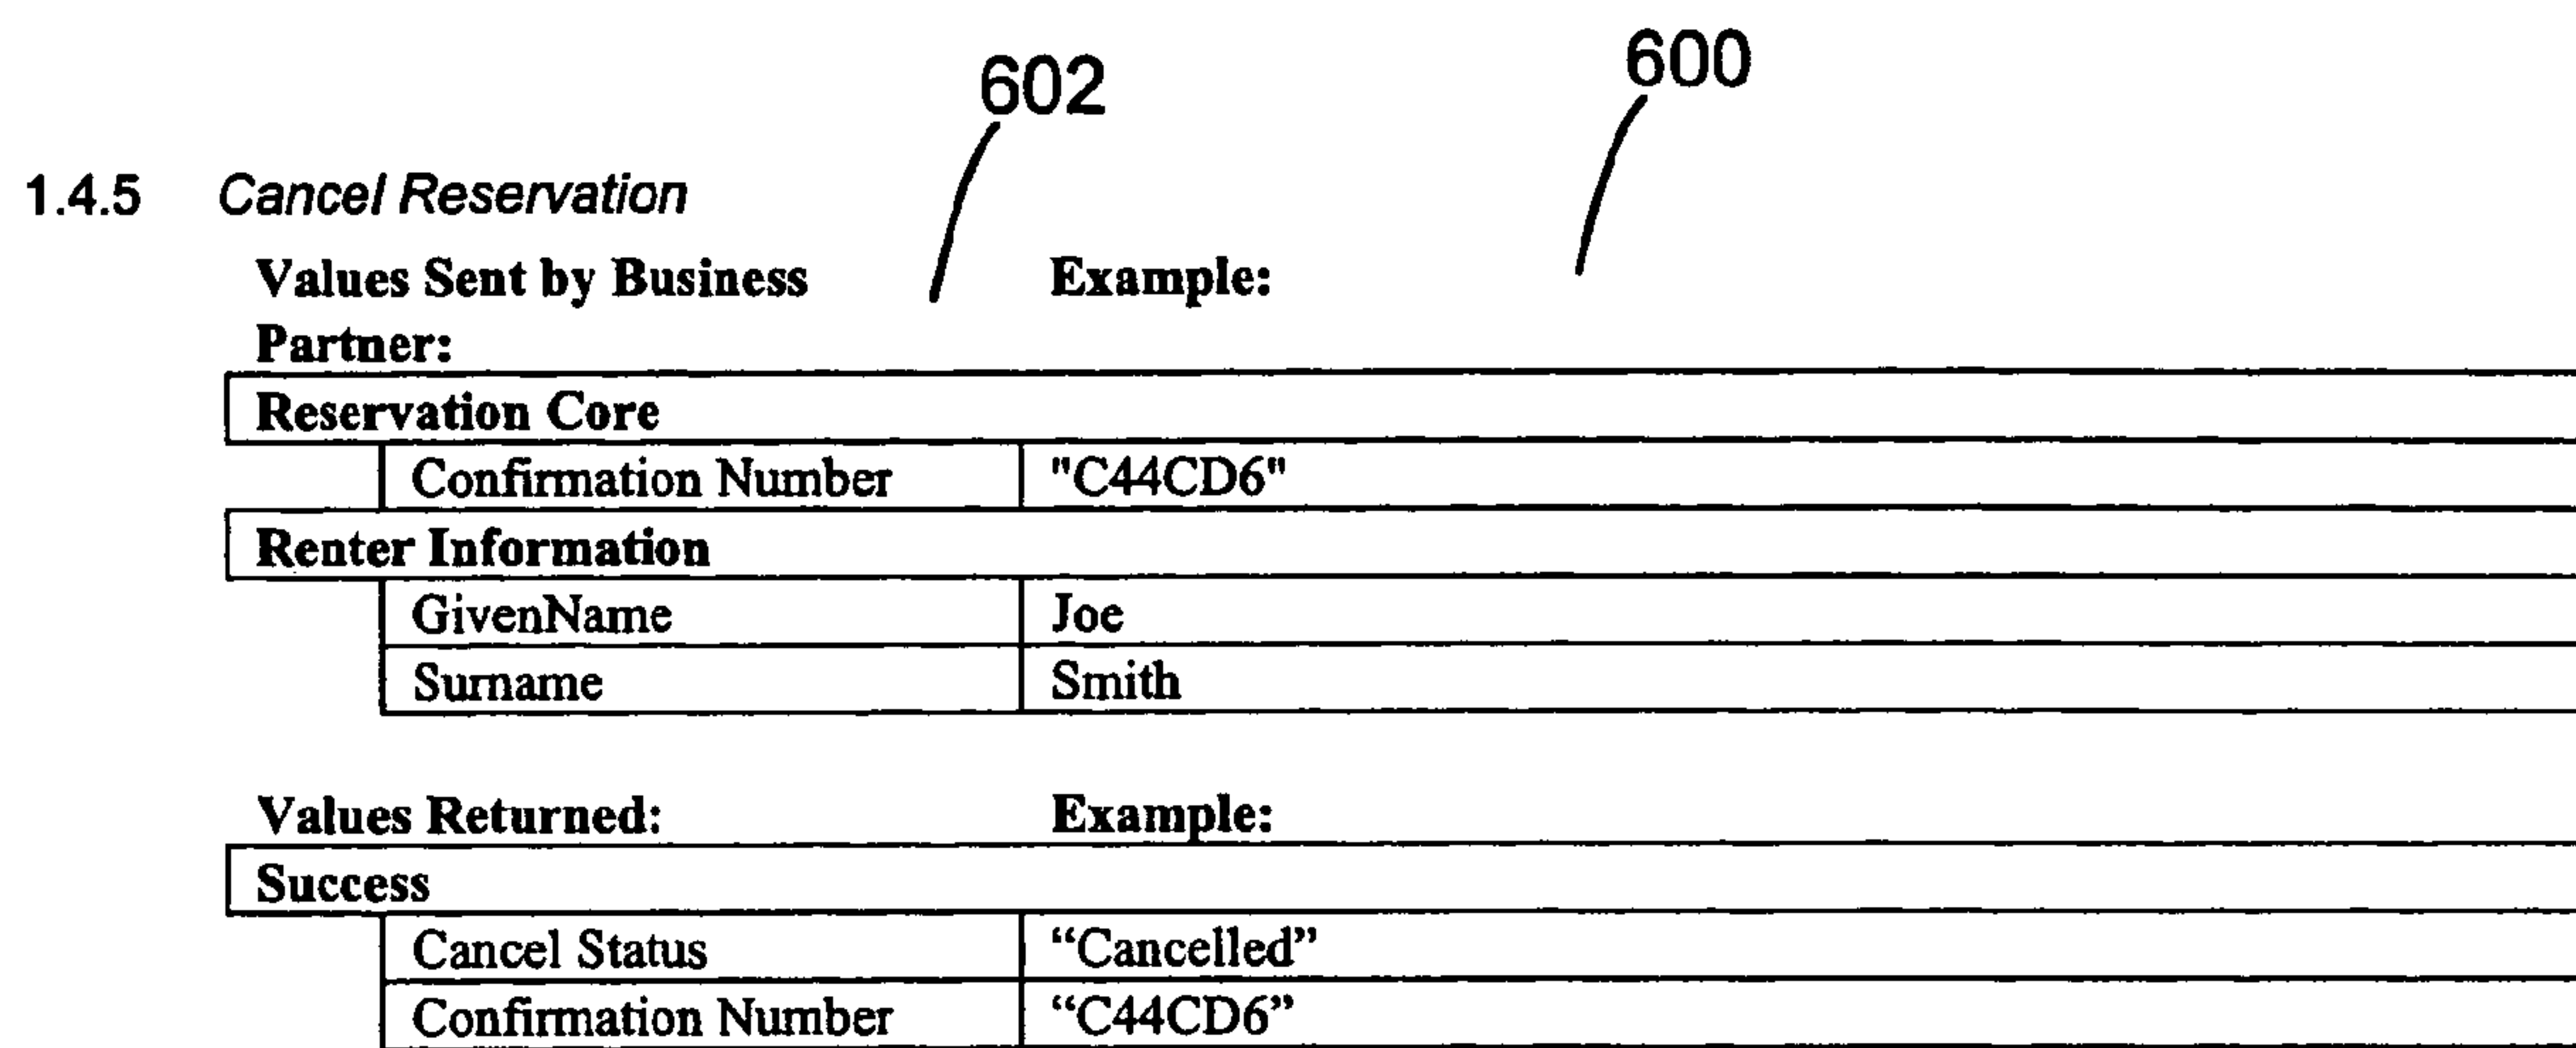 602
600
1.4.5 Cancel Reservation
Values Sent by Business Example:
Partner:
Reservation Core
Confirmation Number "C44CD6"
Renter Information
GivenName Joe
Surname Smith
Values Returned: Example:
Success
Cancel Status “Cancelled”
Confirmation Number “C44CD6”